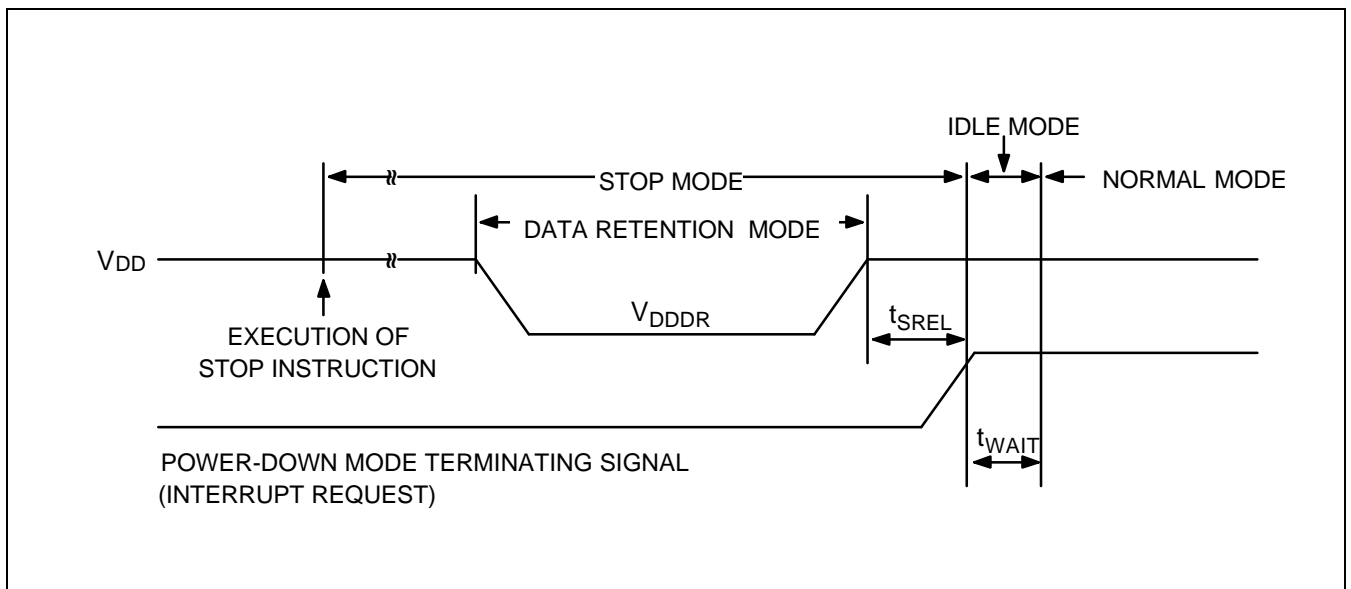 IDLE MODE
STOP MODE
NORMAL MODE
DATA RETENTION MODE
VDD
VDDDR
tSREL
EXECUTION OF
STOP INSTRUCTION
tWAIT
POWER-DOWN MODE TERMINATING SIGNAL
(INTERRUPT REQUEST)